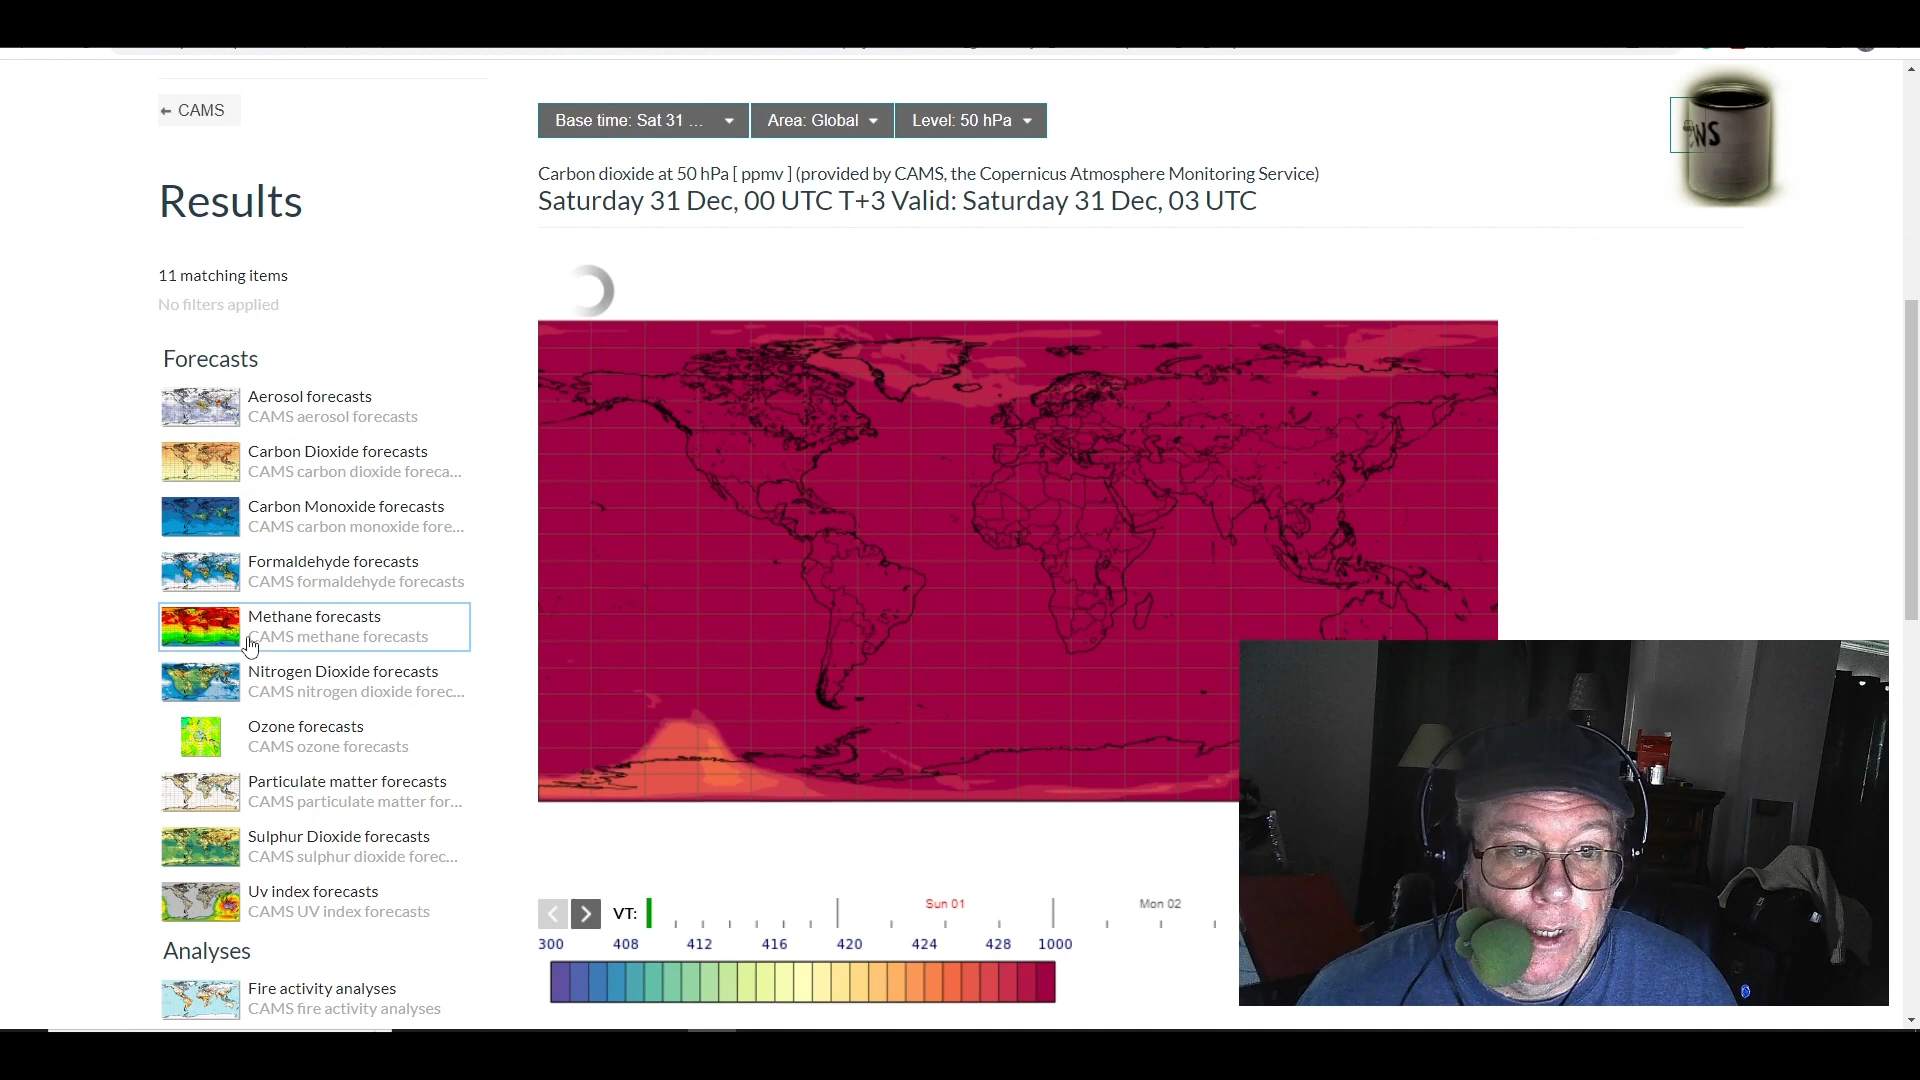 CAMS
Base time: Sat 31 ...
Area: Global
Level: 50 hPa
Carbon dioxide at 50 hPa [ ppmv ] (provided by CAMS, the Copernicus Atmosphere Monitoring Service)
Saturday 31 Dec, 00 UTC T+3 Valid: Saturday 31 Dec, 03 UTC
Results
11 matching items
No filters applied
Forecasts
Aerosol forecasts
CAMS aerosol forecasts
Carbon Dioxide forecasts
CAMS carbon dioxide foreca...
Carbon Monoxide forecasts
CAMS carbon monoxide fore...
Formaldehyde forecasts
CAMS formaldehyde forecasts
Methane forecasts
CAMS methane forecasts
Nitrogen Dioxide forecasts
CAMS nitrogen dioxide forec...
Ozone forecasts
CAMS ozone forecasts
Particulate matter forecasts
CAMS particulate matter for...
Sulphur Dioxide forecasts
CAMS sulphur dioxide forec...
Uv index forecasts
CAMS UV index forecasts
Analyses
Fire activity analyses
CAMS fire activity analyses
VT:
Sun 01
Mon 02
300 408 412 416 420 424 428 1000